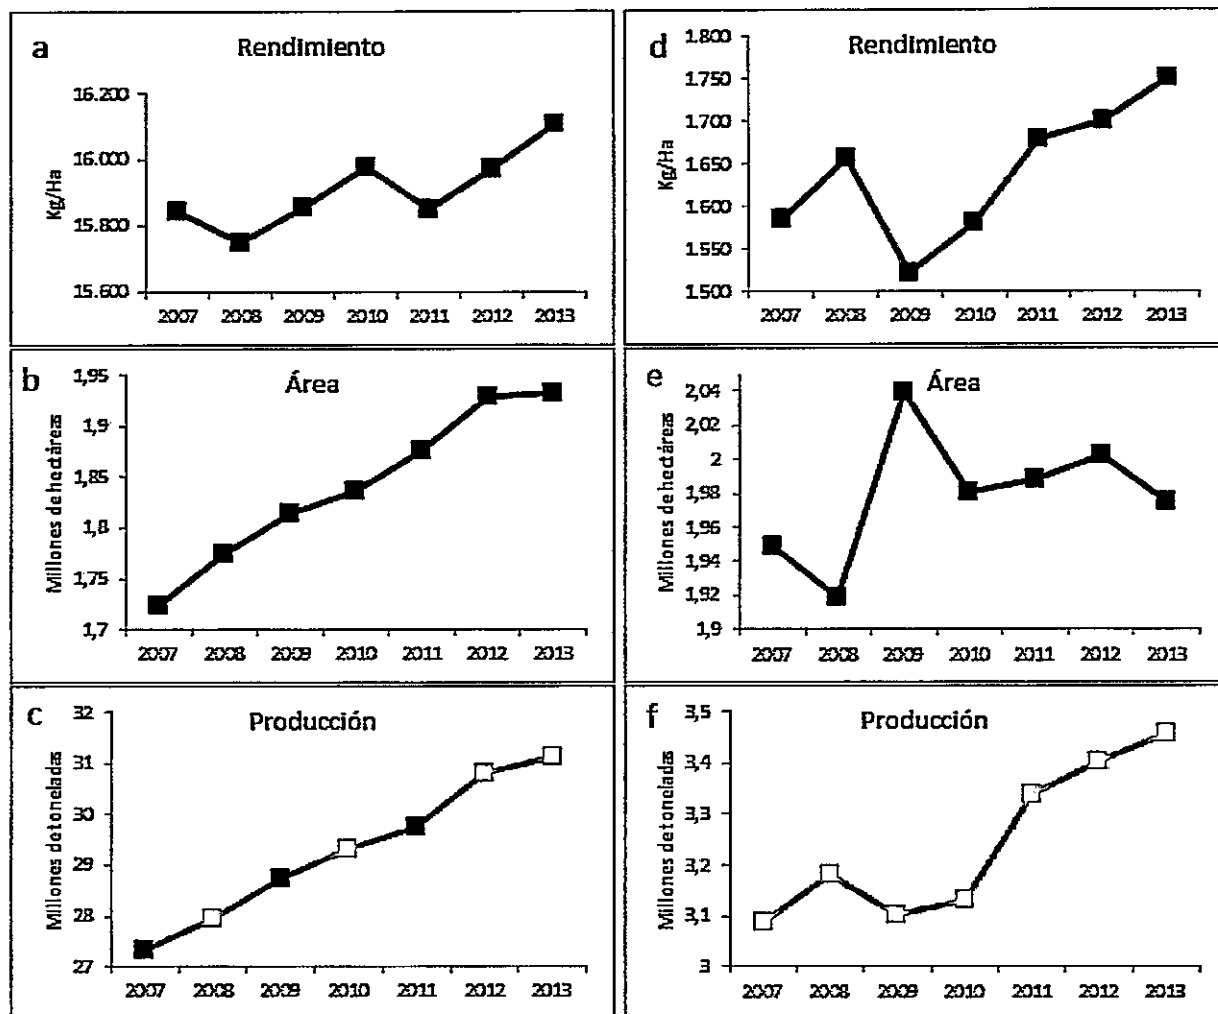 a
Rendimiento
Kg/Ha
16.200
16.000
15.800
15.600
2007 2008 2009 2010 2011 2012 2013
b
Área
Millones de hectáreas
1,95
1,9
1,85
1,8
1,75
1,7
2007 2008 2009 2010 2011 2012 2013
c
Producción
Millones de toneladas
32
31
30
29
28
27
2007 2008 2009 2010 2011 2012 2013
d
Rendimiento
Kg/Ha
1.800
1.750
1.700
1.650
1.600
1.550
1.500
2007 2008 2009 2010 2011 2012 2013
e
Área
Millones de hectáreas
2,04
2,02
2
1,98
1,96
1,94
1,92
1,9
2007 2008 2009 2010 2011 2012 2013
f
Producción
Millones de toneladas
3,5
3,4
3,3
3,2
3,1
3
2007 2008 2009 2010 2011 2012 2013